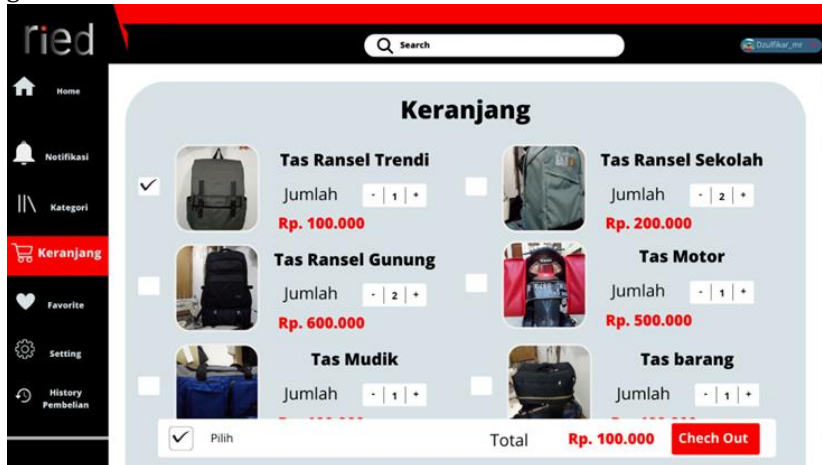 ried
Search
Dzulfikar_mr
Home
Notifikasi
Kategori
Keranjang
Favorite
Setting
History
Pembelian
Keranjang
Tas Ransel Trendi
Jumlah - | 1 | +
Rp. 100.000
Tas Ransel Sekolah
Jumlah - | 2 | +
Rp. 200.000
Tas Ransel Gunung
Jumlah - | 2 | +
Rp. 600.000
Tas Motor
Jumlah - | 1 | +
Rp. 500.000
Tas Mudik
Jumlah - | 1 | +
Tas barang
Jumlah - | 1 | +
Pilih
Total Rp. 100.000 Chech Out